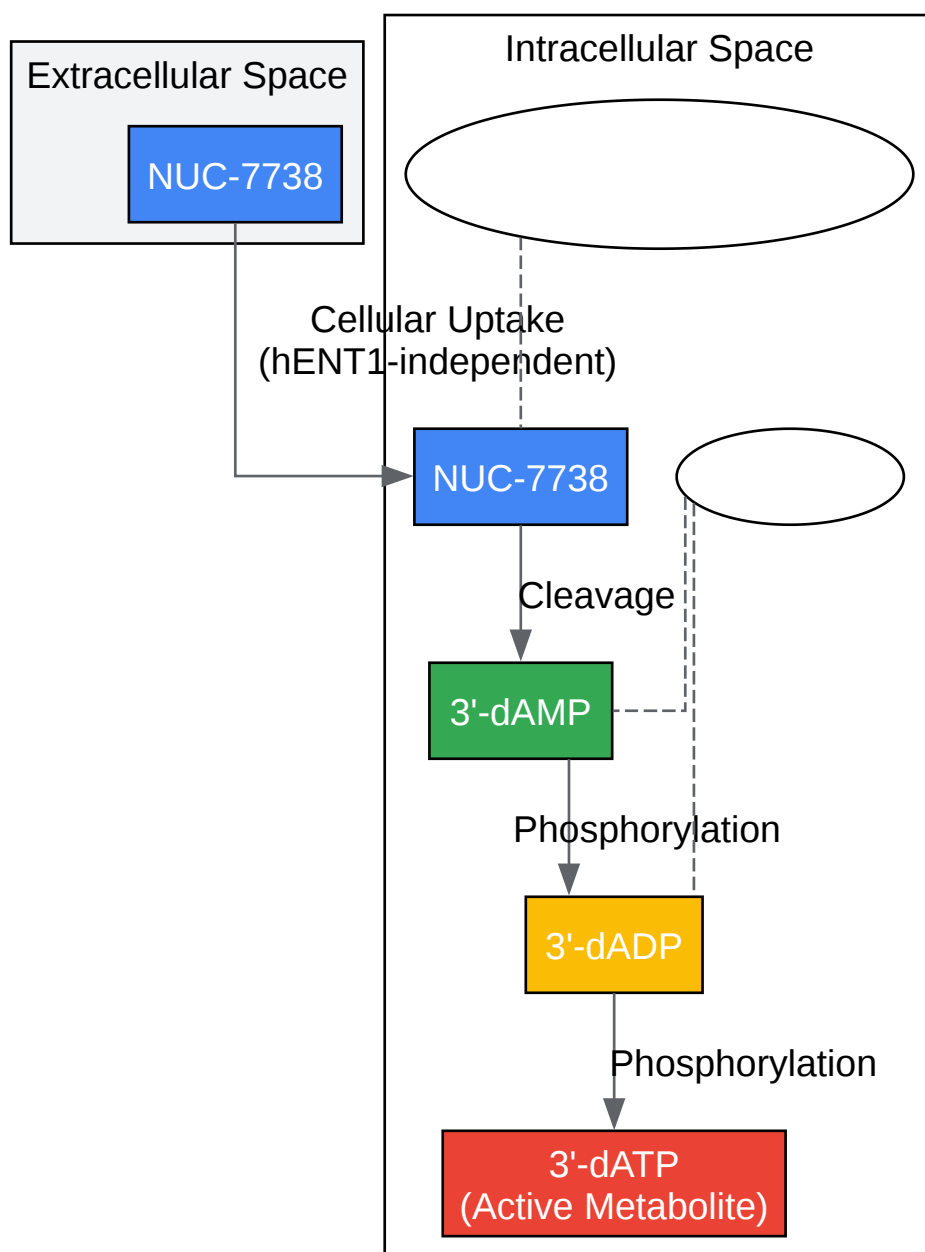 Intracellular Space
Extracellular Space
NUC-7738
Cellular Uptake
(hENT1-independent)
NUC-7738
Cleavage
3'-dAMP
Phosphorylation
3'-dADP
Phosphorylation
3'-dATP
(Active Metabolite)